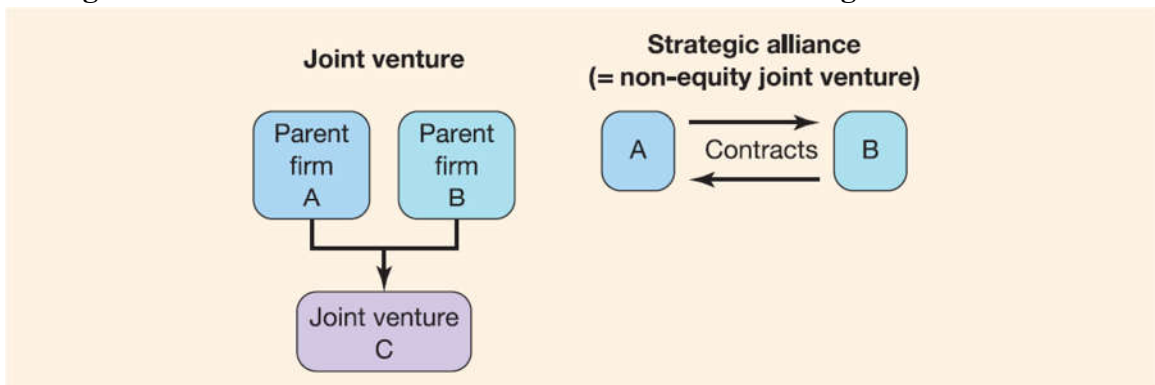 Joint venture
Parent
firm
A
Parent
firm
B
Joint venture
C
Strategic alliance
(= non-equity joint venture)
A
Contracts
B